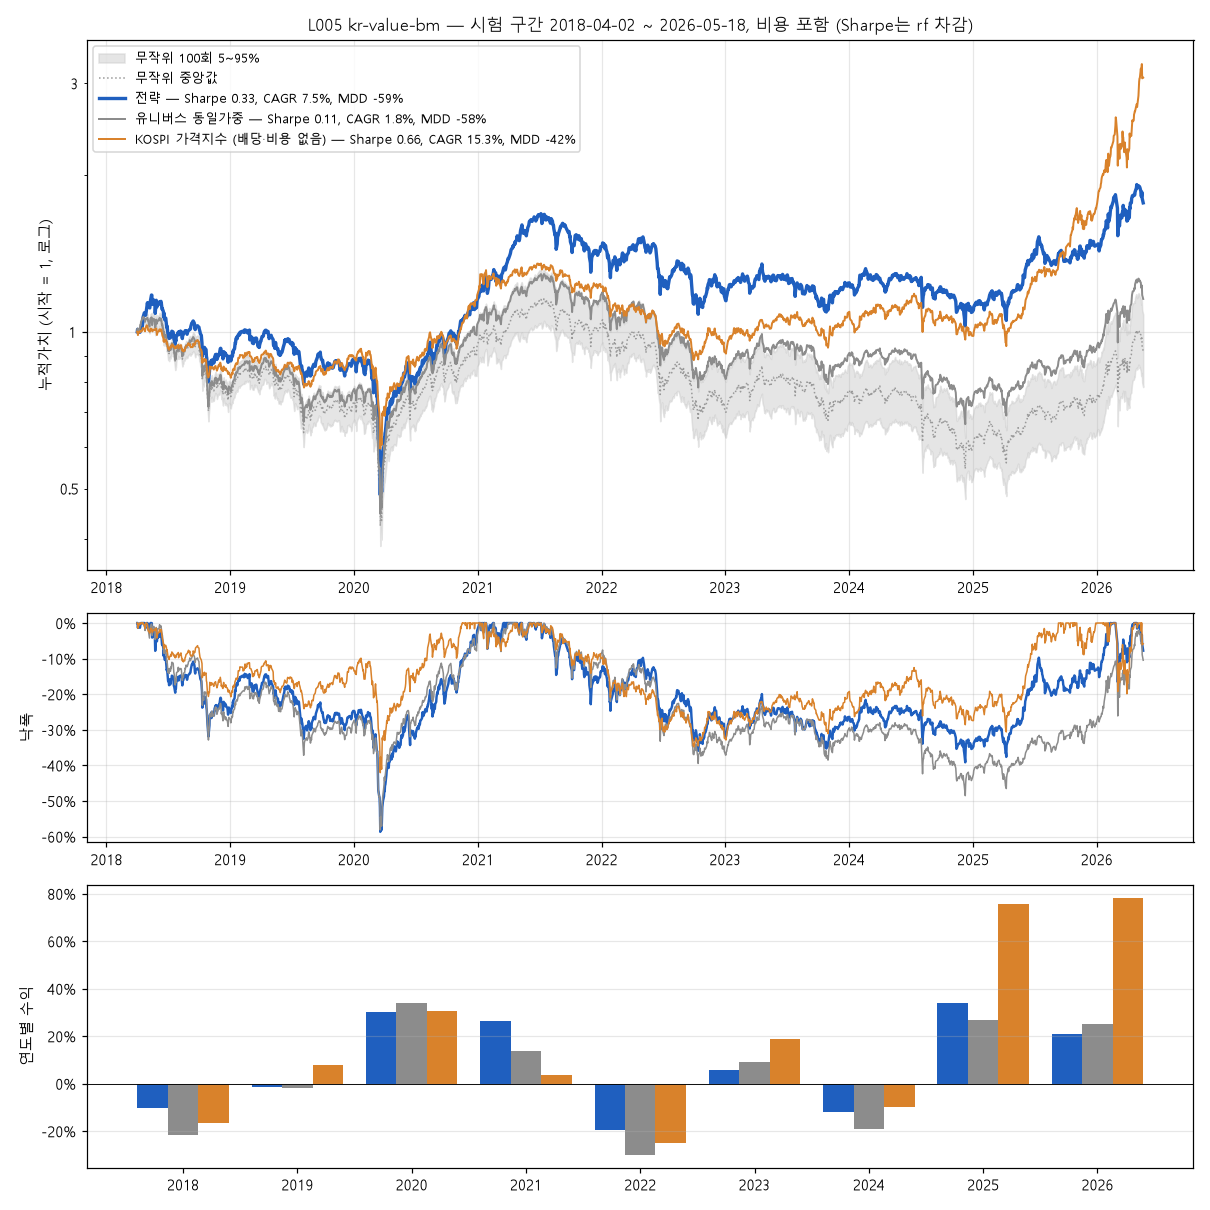 L005 kr-value-bm — 시험 구간 2018-04-02 ~ 2026-05-18, 비용 포함 (Sharpe는 rf 차감)
무작위 100회 5~95%
무작위 중앙값
전략 — Sharpe 0.33, CAGR 7.5%, MDD -59%
유니버스 동일가중 — Sharpe 0.11, CAGR 1.8%, MDD -58%
KOSPI 가격지수 (배당·비용 없음) — Sharpe 0.66, CAGR 15.3%, MDD -42%
누적가치 (시작 = 1, 로그)
3
1
0.5
2018 2019 2020 2021 2022 2023 2024 2025 2026
낙폭
0%
-10%
-20%
-30%
-40%
-50%
-60%
2018 2019 2020 2021 2022 2023 2024 2025 2026
연도별 수익
80%
60%
40%
20%
0%
-20%
2018 2019 2020 2021 2022 2023 2024 2025 2026